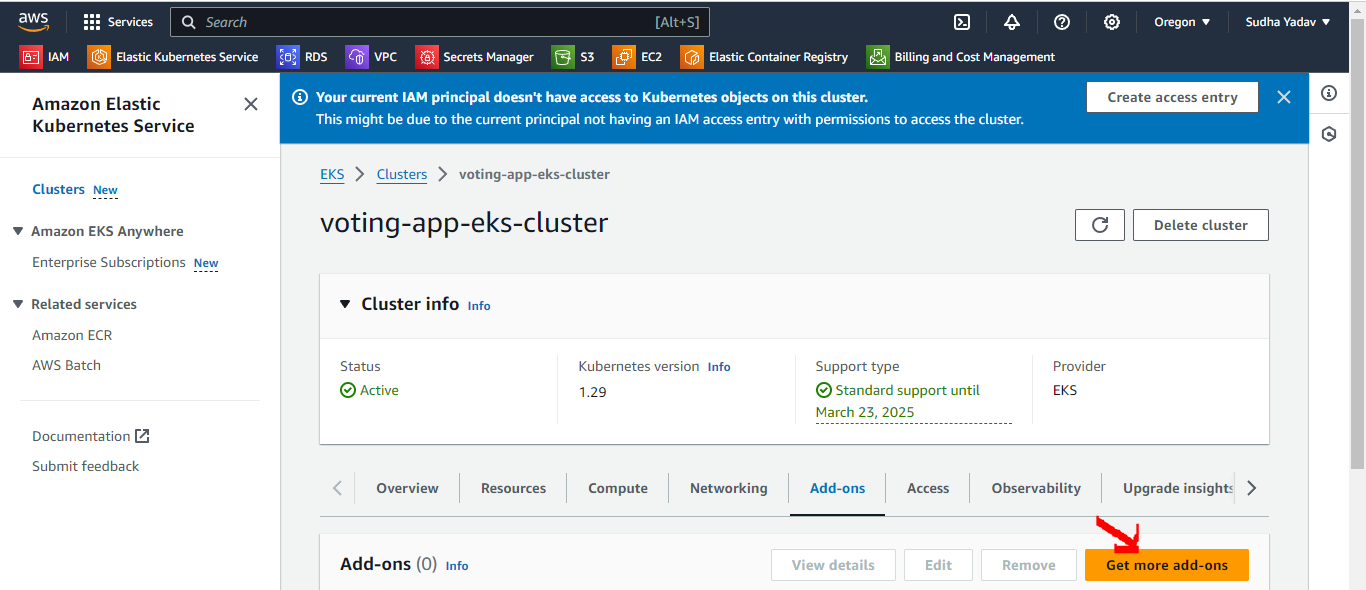 aws Services Search [Alt+S] Oregon Sudha Yadav
IAM Elastic Kubernetes Service RDS VPC Secrets Manager S3 EC2 Elastic Container Registry Billing and Cost Management
Amazon Elastic
Kubernetes Service
Clusters New
Amazon EKS Anywhere
Enterprise Subscriptions New
Related services
Amazon ECR
AWS Batch
Documentation
Submit feedback
Your current IAM principal doesn't have access to Kubernetes objects on this cluster.
This might be due to the current principal not having an IAM access entry with permissions to access the cluster.
Create access entry
EKS Clusters voting-app-eks-cluster
voting-app-eks-cluster
Delete cluster
Cluster info Info
Status
Active
Kubernetes version Info
1.29
Support type
Standard support until
March 23, 2025
Provider
EKS
Overview Resources Compute Networking Add-ons Access Observability Upgrade insights
Add-ons (0) Info View details Edit Remove Get more add-ons